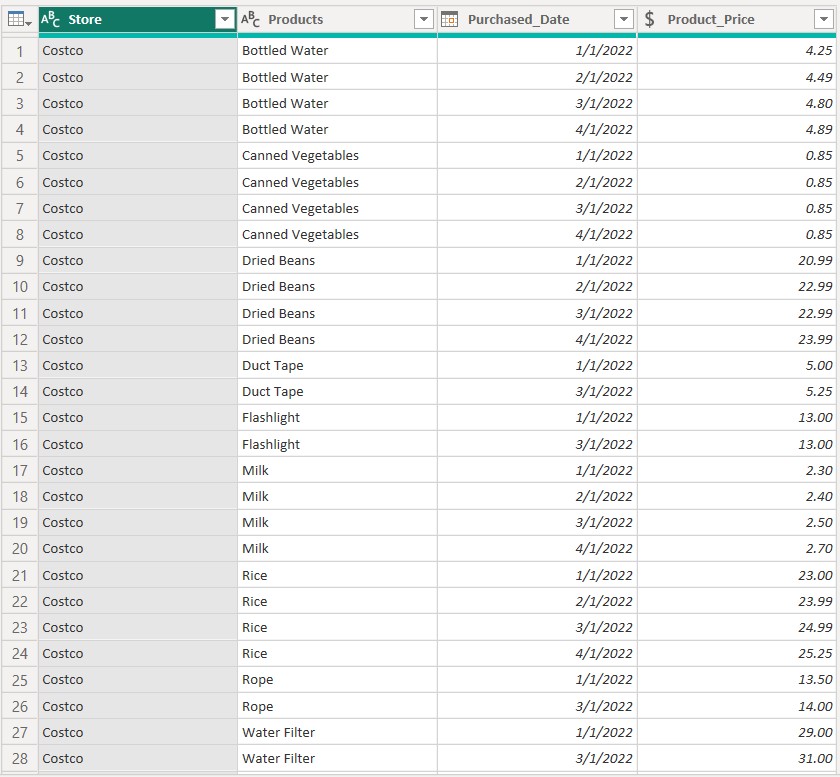 ABC Store ABC Products Purchased_Date $ Product_Price
1 Costco Bottled Water 1/1/2022 4.25
2 Costco Bottled Water 2/1/2022 4.49
3 Costco Bottled Water 3/1/2022 4.80
4 Costco Bottled Water 4/1/2022 4.89
5 Costco Canned Vegetables 1/1/2022 0.85
6 Costco Canned Vegetables 2/1/2022 0.85
7 Costco Canned Vegetables 3/1/2022 0.85
8 Costco Canned Vegetables 4/1/2022 0.85
9 Costco Dried Beans 1/1/2022 20.99
10 Costco Dried Beans 2/1/2022 22.99
11 Costco Dried Beans 3/1/2022 22.99
12 Costco Dried Beans 4/1/2022 23.99
13 Costco Duct Tape 1/1/2022 5.00
14 Costco Duct Tape 3/1/2022 5.25
15 Costco Flashlight 1/1/2022 13.00
16 Costco Flashlight 3/1/2022 13.00
17 Costco Milk 1/1/2022 2.30
18 Costco Milk 2/1/2022 2.40
19 Costco Milk 3/1/2022 2.50
20 Costco Milk 4/1/2022 2.70
21 Costco Rice 1/1/2022 23.00
22 Costco Rice 2/1/2022 23.99
23 Costco Rice 3/1/2022 24.99
24 Costco Rice 4/1/2022 25.25
25 Costco Rope 1/1/2022 13.50
26 Costco Rope 3/1/2022 14.00
27 Costco Water Filter 1/1/2022 29.00
28 Costco Water Filter 3/1/2022 31.00